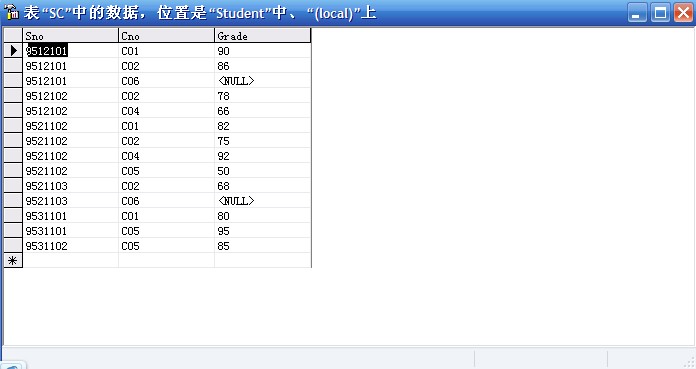 表“SC”中的数据，位置是“Student”中、“(local)”上
Sno Cno Grade
9512101 C01 90
9512101 C02 86
9512101 C06 <NULL>
9512102 C02 78
9512102 C04 66
9521102 C01 82
9521102 C02 75
9521102 C04 92
9521102 C05 50
9521103 C02 68
9521103 C06 <NULL>
9531101 C01 80
9531101 C05 95
9531102 C05 85